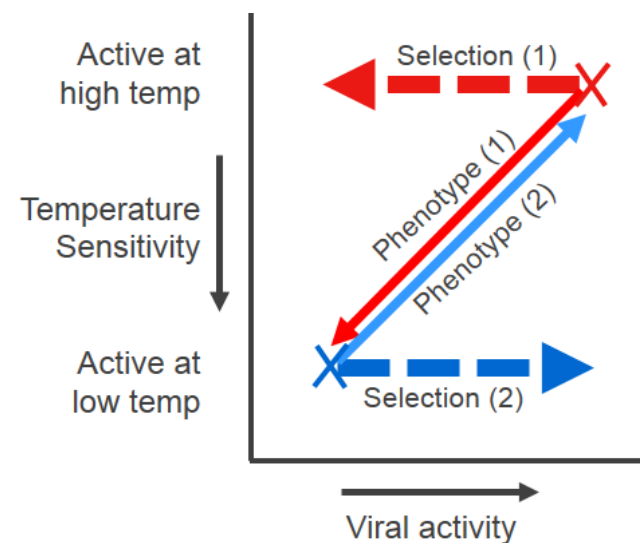 Active at
high temp
Selection (1)
Temperature
Sensitivity
Phenotype (1)
Phenotype (2)
Active at
low temp
Selection (2)
Viral activity